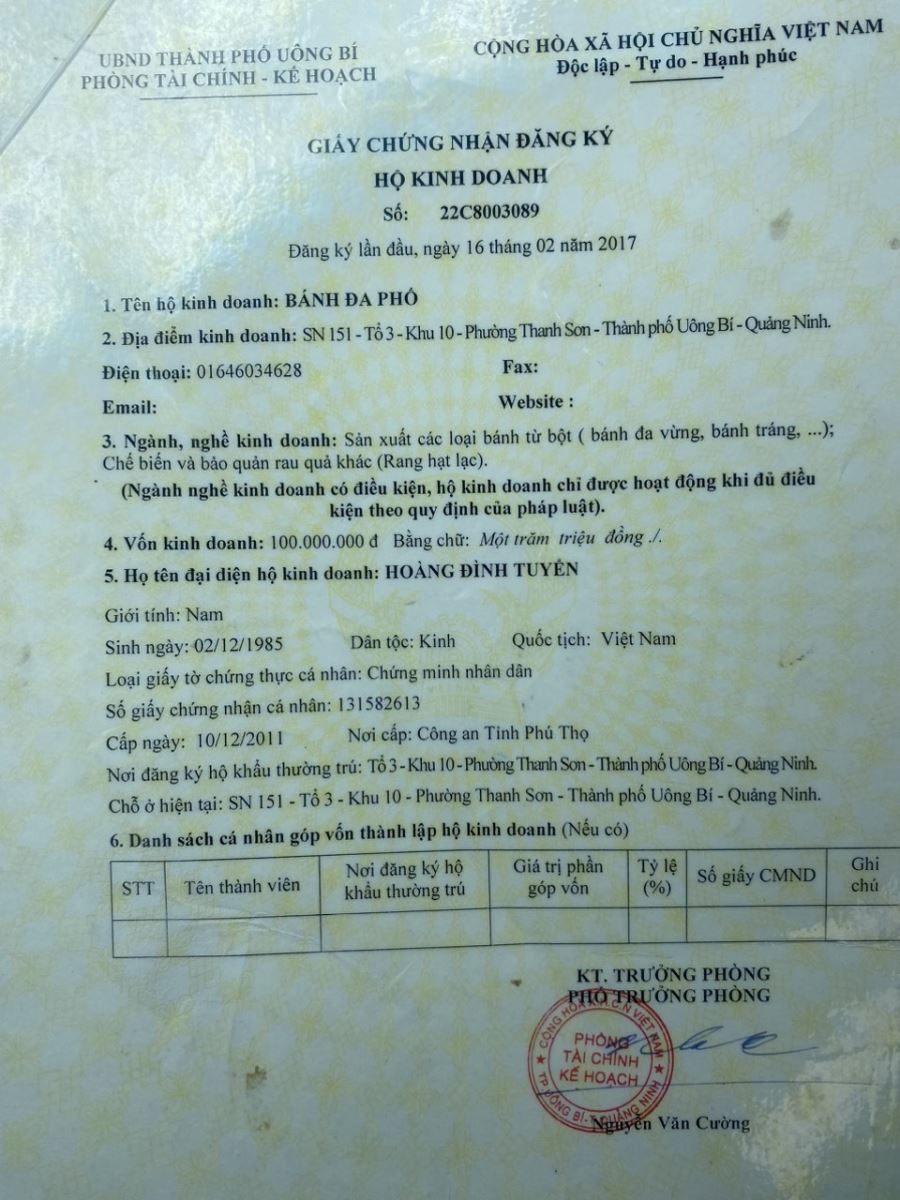 UBND THÀNH PHỐ UÔNG BÍ
PHÒNG TÀI CHÍNH - KẾ HOẠCH
CỘNG HÒA XÃ HỘI CHỦ NGHĨA VIỆT NAM
Độc lập - Tự do - Hạnh phúc
GIẤY CHỨNG NHẬN ĐĂNG KÝ
HỘ KINH DOANH
Số: 22C8003089
Đăng ký lần đầu, ngày 16 tháng 02 năm 2017
1. Tên hộ kinh doanh: BÁNH ĐA PHỐ
2. Địa điểm kinh doanh: SN 151 - Tổ 3 - Khu 10 - Phường Thanh Sơn - Thành phố Uông Bí - Quảng Ninh.
Điện thoại: 01646034628 Fax:
Email: Website :
3. Ngành, nghề kinh doanh: Sản xuất các loại bánh từ bột ( bánh đa vừng, bánh tráng, ...);
Chế biến và bảo quản rau quả khác (Rang hạt lạc).
(Ngành nghề kinh doanh có điều kiện, hộ kinh doanh chỉ được hoạt động khi đủ điều
kiện theo quy định của pháp luật).
4. Vốn kinh doanh: 100.000.000 đ Bằng chữ: Một trăm triệu đồng ./.
5. Họ tên đại diện hộ kinh doanh: HOÀNG ĐÌNH TUYỂN
Giới tính: Nam
Sinh ngày: 02/12/1985 Dân tộc: Kinh Quốc tịch: Việt Nam
Loại giấy tờ chứng thực cá nhân: Chứng minh nhân dân
Số giấy chứng nhận cá nhân: 131582613
Cấp ngày: 10/12/2011 Nơi cấp: Công an Tỉnh Phú Thọ
Nơi đăng ký hộ khẩu thường trú: Tổ 3 - Khu 10 - Phường Thanh Sơn - Thành phố Uông Bí - Quảng Ninh.
Chỗ ở hiện tại: SN 151 - Tổ 3 - Khu 10 - Phường Thanh Sơn - Thành phố Uông Bí - Quảng Ninh.
6. Danh sách cá nhân góp vốn thành lập hộ kinh doanh (Nếu có)
STT Tên thành viên Nơi đăng ký hộ khẩu thường trú Giá trị phần góp vốn Tỷ lệ (%) Số giấy CMND Ghi chú
KT. TRƯỞNG PHÒNG
PHÓ TRƯỞNG PHÒNG
CỘNG HÒA X.H.C.N VIỆT NAM
PHÒNG
TÀI CHÍNH
KẾ HOẠCH
TP.UÔNG BÍ-T.QUẢNG NINH
Nguyễn Văn Cường